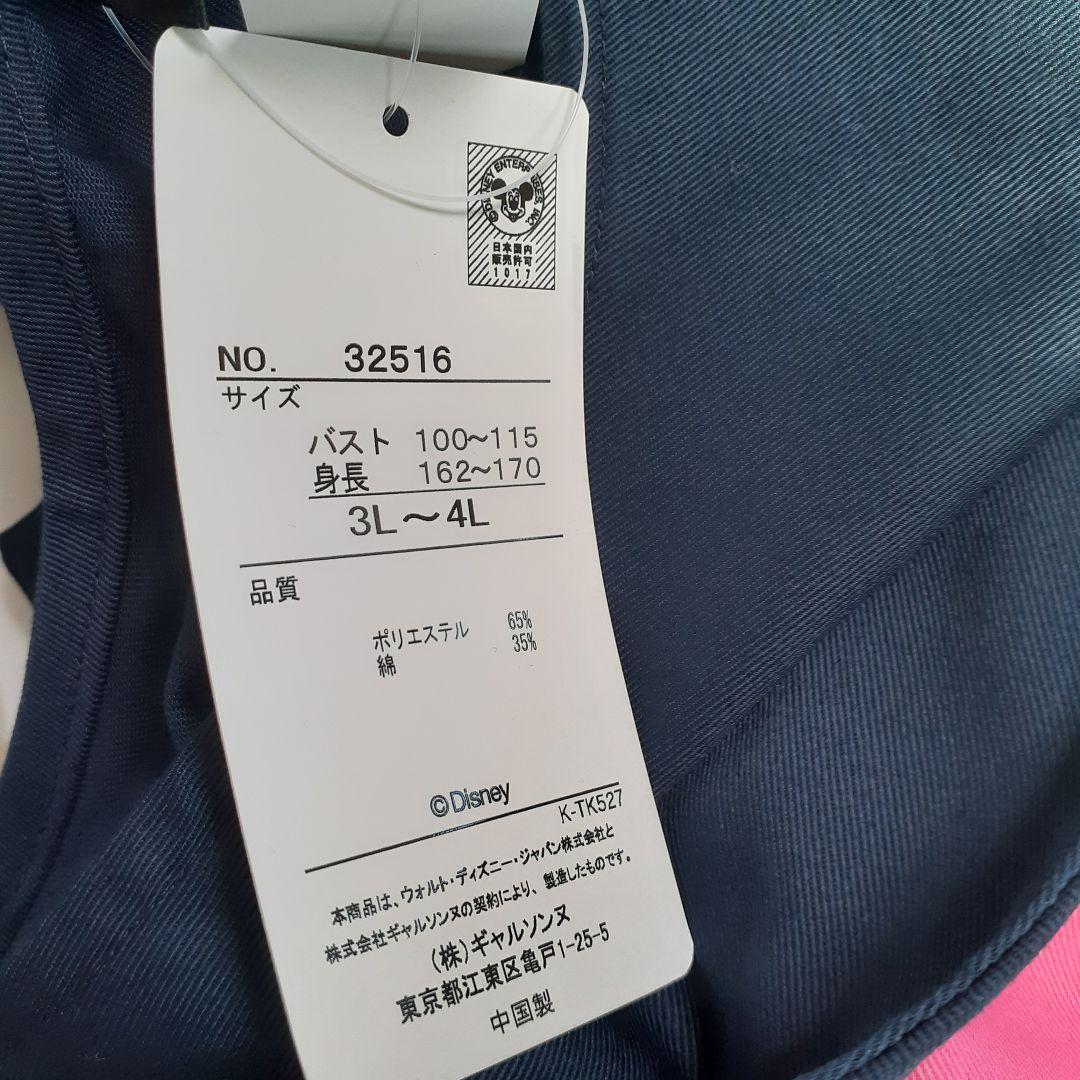 ©DISNEY ENTERPRISES, INC.
日本国内
販売許可
1017
NO. 32516
サイズ
バスト 100〜115
身長 162〜170
3L〜4L
品質
ポリエステル 65%
綿 35%
©Disney
K-TK527
本商品は、ウォルト・ディズニー・ジャパン株式会社と
株式会社ギャルソンヌの契約により、製造したものです。
(株)ギャルソンヌ
東京都江東区亀戸1-25-5
中国製